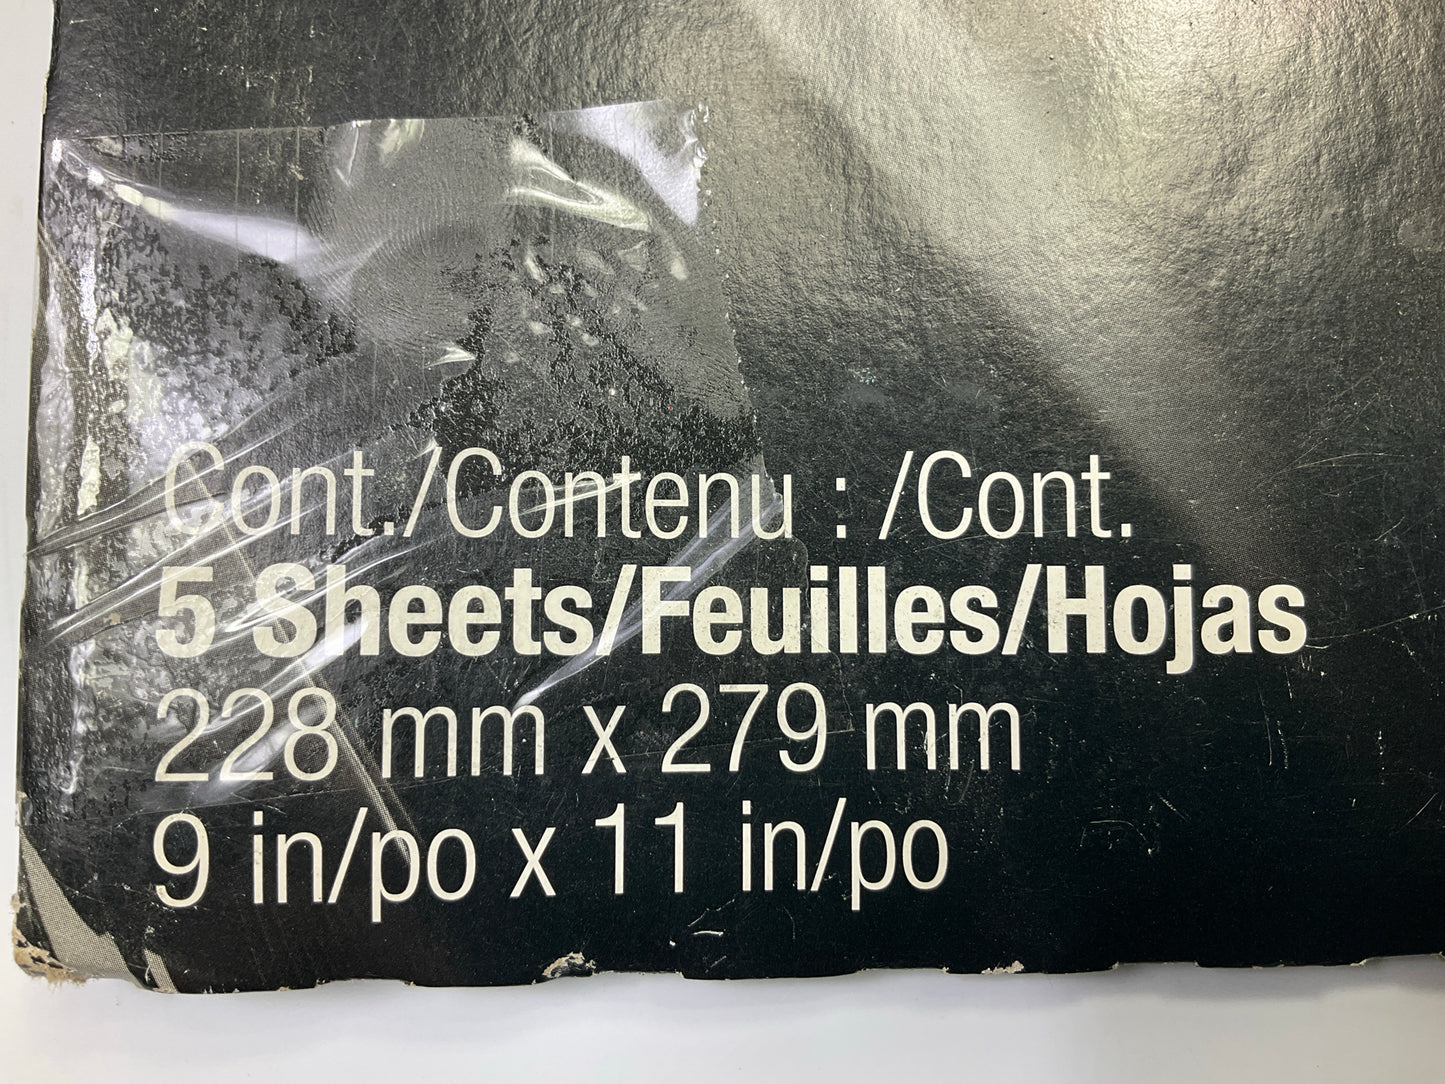 Cont./Contenu : /Cont.
5 Sheets/Feuilles/Hojas
228 mm x 279 mm
9 in/po x 11 in/po